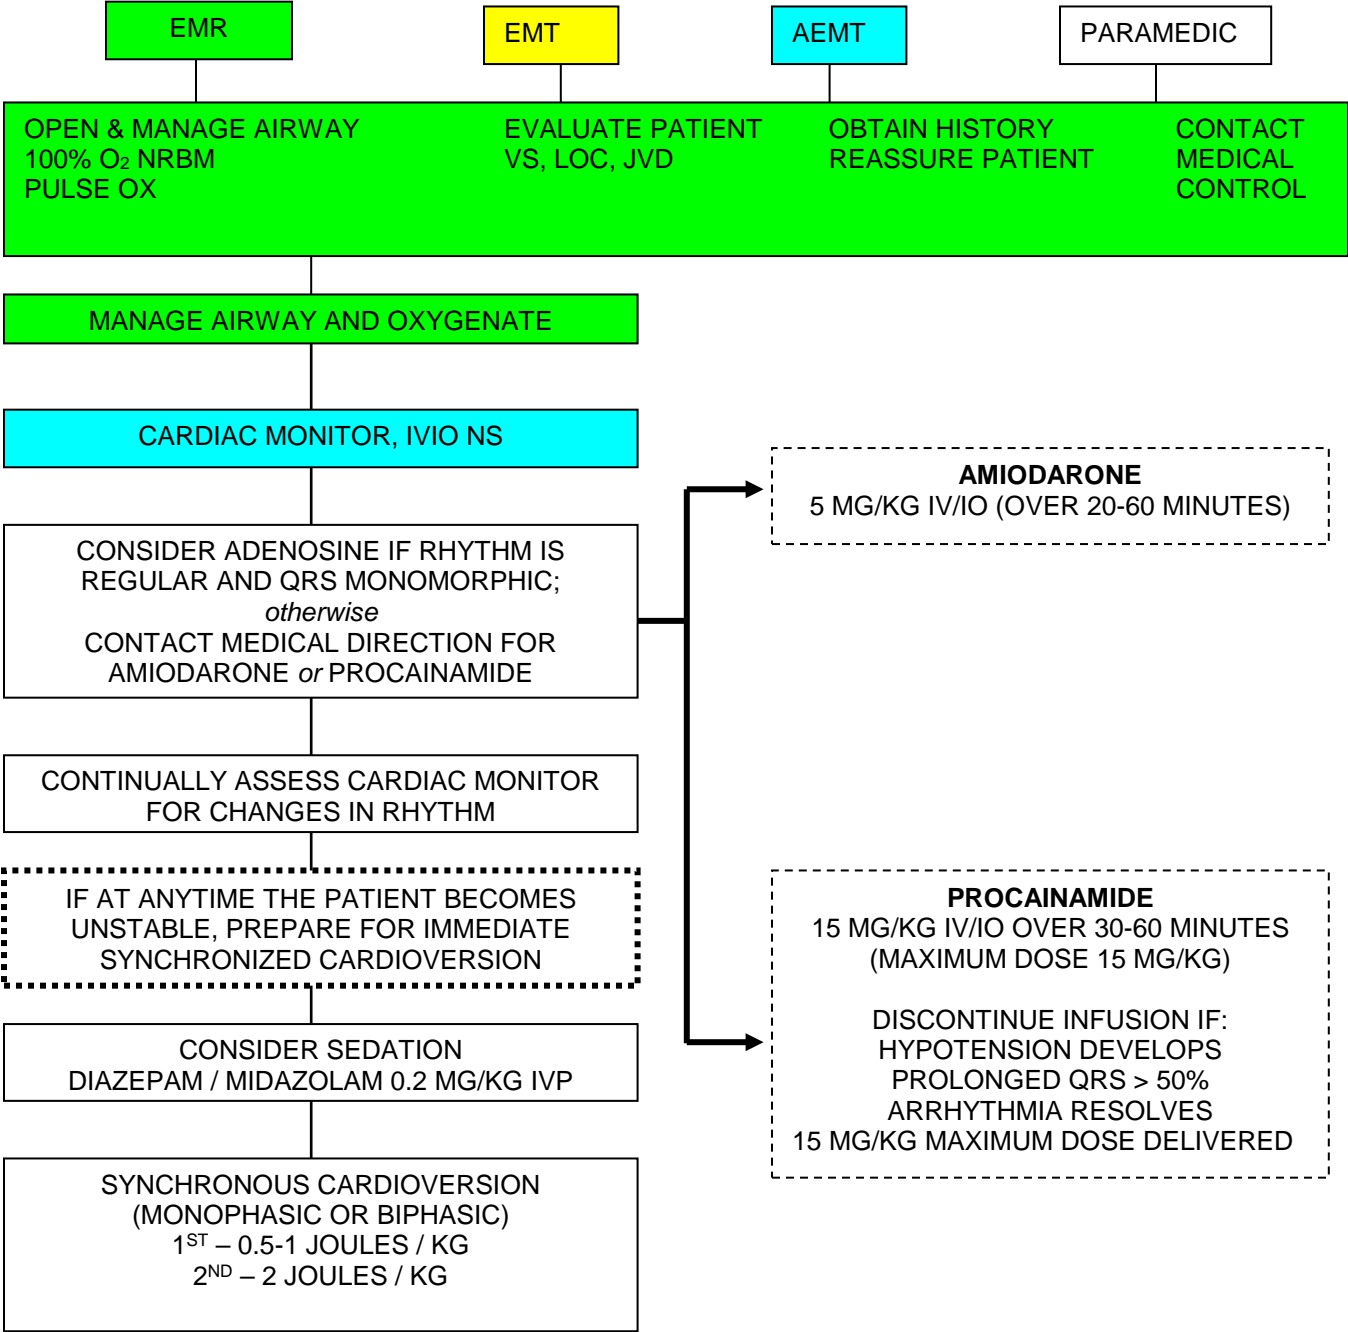 EMR
EMT
AEMT
PARAMEDIC
OPEN & MANAGE AIRWAY
100% O2 NRBM
PULSE OX
EVALUATE PATIENT
VS, LOC, JVD
OBTAIN HISTORY
REASSURE PATIENT
CONTACT
MEDICAL
CONTROL
MANAGE AIRWAY AND OXYGENATE
CARDIAC MONITOR, IVIO NS
CONSIDER ADENOSINE IF RHYTHM IS
REGULAR AND QRS MONOMORPHIC;
otherwise
CONTACT MEDICAL DIRECTION FOR
AMIODARONE or PROCAINAMIDE
AMIODARONE
5 MG/KG IV/IO (OVER 20-60 MINUTES)
CONTINUALLY ASSESS CARDIAC MONITOR
FOR CHANGES IN RHYTHM
IF AT ANYTIME THE PATIENT BECOMES
UNSTABLE, PREPARE FOR IMMEDIATE
SYNCHRONIZED CARDIOVERSION
PROCAINAMIDE
15 MG/KG IV/IO OVER 30-60 MINUTES
(MAXIMUM DOSE 15 MG/KG)
DISCONTINUE INFUSION IF:
HYPOTENSION DEVELOPS
PROLONGED QRS > 50%
ARRHYTHMIA RESOLVES
15 MG/KG MAXIMUM DOSE DELIVERED
CONSIDER SEDATION
DIAZEPAM / MIDAZOLAM 0.2 MG/KG IVP
SYNCHRONOUS CARDIOVERSION
(MONOPHASIC OR BIPHASIC)
1ST – 0.5-1 JOULES / KG
2ND – 2 JOULES / KG